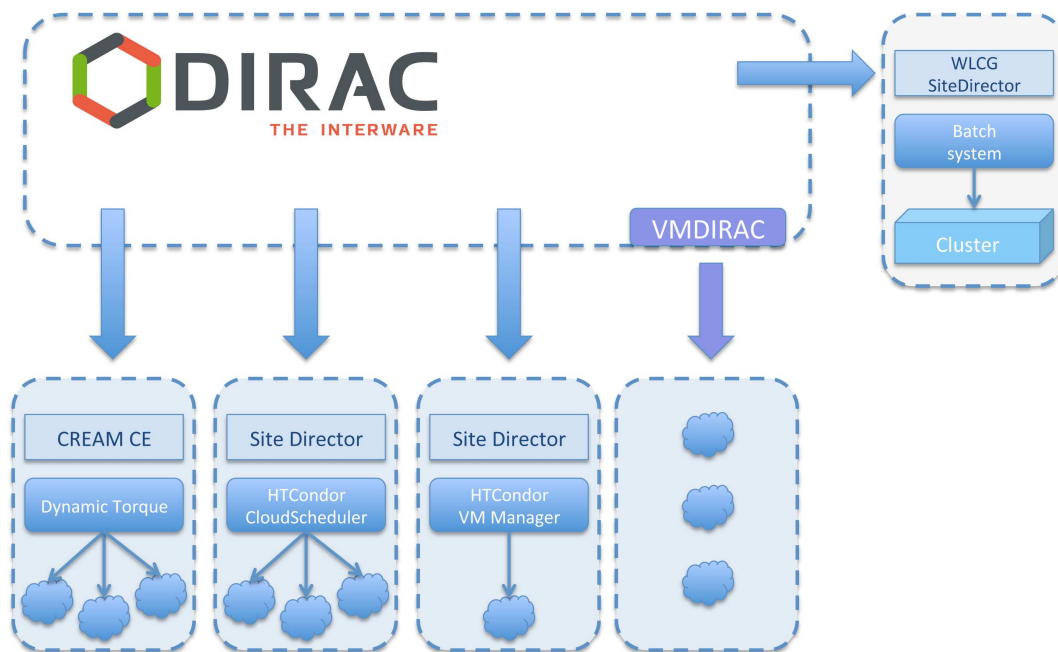 DIRAC
THE INTERWARE
WLCG
SiteDirector
Batch
system
Cluster
VMDIRAC
CREAM CE
Dynamic Torque
Site Director
HTCondor
CloudScheduler
Site Director
HTCondor
VM Manager